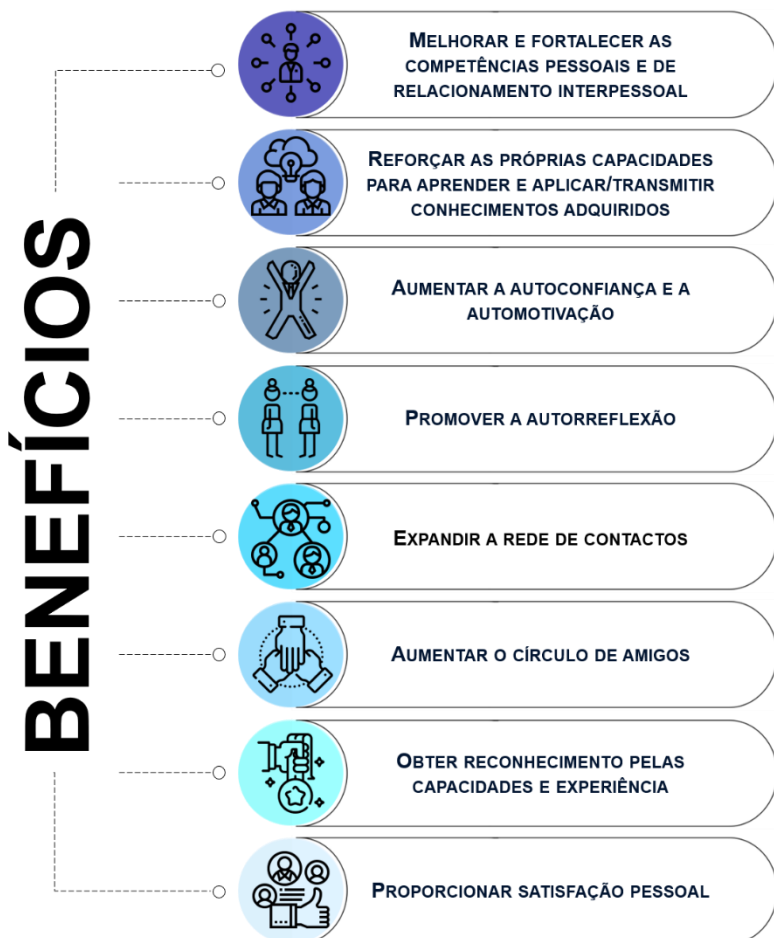 BENEFÍCIOS
MELHORAR E FORTALECER AS
COMPETÊNCIAS PESSOAIS E DE
RELACIONAMENTO INTERPESSOAL
REFORÇAR AS PRÓPRIAS CAPACIDADES
PARA APRENDER E APLICAR/TRANSMITIR
CONHECIMENTOS ADQUIRIDOS
AUMENTAR A AUTOCONFIANÇA E A
AUTOMOTIVAÇÃO
PROMOVER A AUTORREFLEXÃO
EXPANDIR A REDE DE CONTACTOS
AUMENTAR O CÍRCULO DE AMIGOS
OBTER RECONHECIMENTO PELAS
CAPACIDADES E EXPERIÊNCIA
PROPORCIONAR SATISFAÇÃO PESSOAL